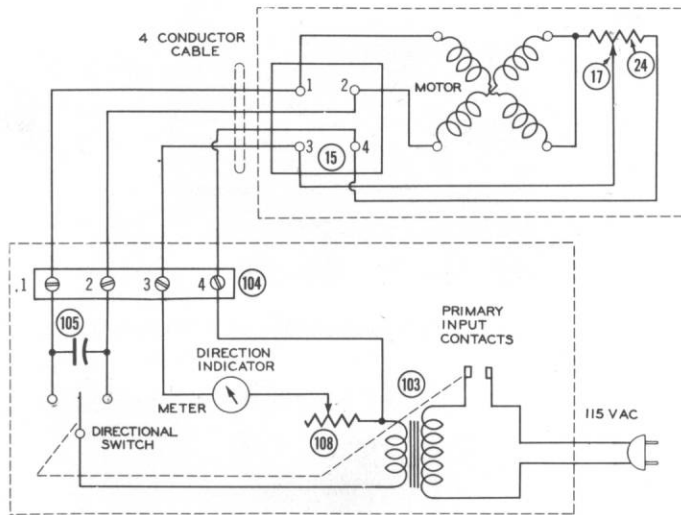 4 CONDUCTOR
CABLE
1
2
3
4
15
MOTOR
17
24
.1
2
3
4
104
105
DIRECTION
INDICATOR
METER
DIRECTIONAL
SWITCH
108
103
PRIMARY
INPUT
CONTACTS
115 VAC